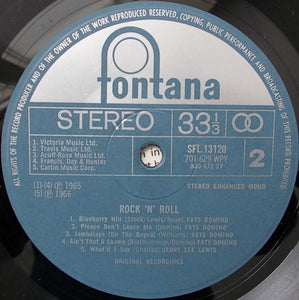 ALL RIGHTS OF THE RECORD PRODUCER AND OF THE OWNER OF THE WORK REPRODUCED RESERVED. COPYING, PUBLIC PERFORMANCE AND BROADCASTING OF THIS RECORD PROHIBITED
fontana
STEREO 33 1/3
1. Victoria Music Ltd.
2. Travis Music Ltd.
3. Acuff Rose Music Ltd.
4. Francis, Day & Hunter
5. Carlin Music Corp.
in
SFL 13120
701 629 WPY
2
(1)-(4) ℗ 1965
(5) ℗ 1966
STEREO ENHANCED MONO
ROCK 'N' ROLL
1. Blueberry Hill (Stock/Lewis/Rose) FATS DOMINO
2. Please Don't Leave Me (Domino) FATS DOMINO
3. Jambalaya (On The Bayou) (Williams) FATS DOMINO
4. Ain't That A Shame (Bartholomew/Domino) FATS DOMINO
5. What'd I Say (Charles) JERRY LEE LEWIS
ORIGINAL RECORDINGS